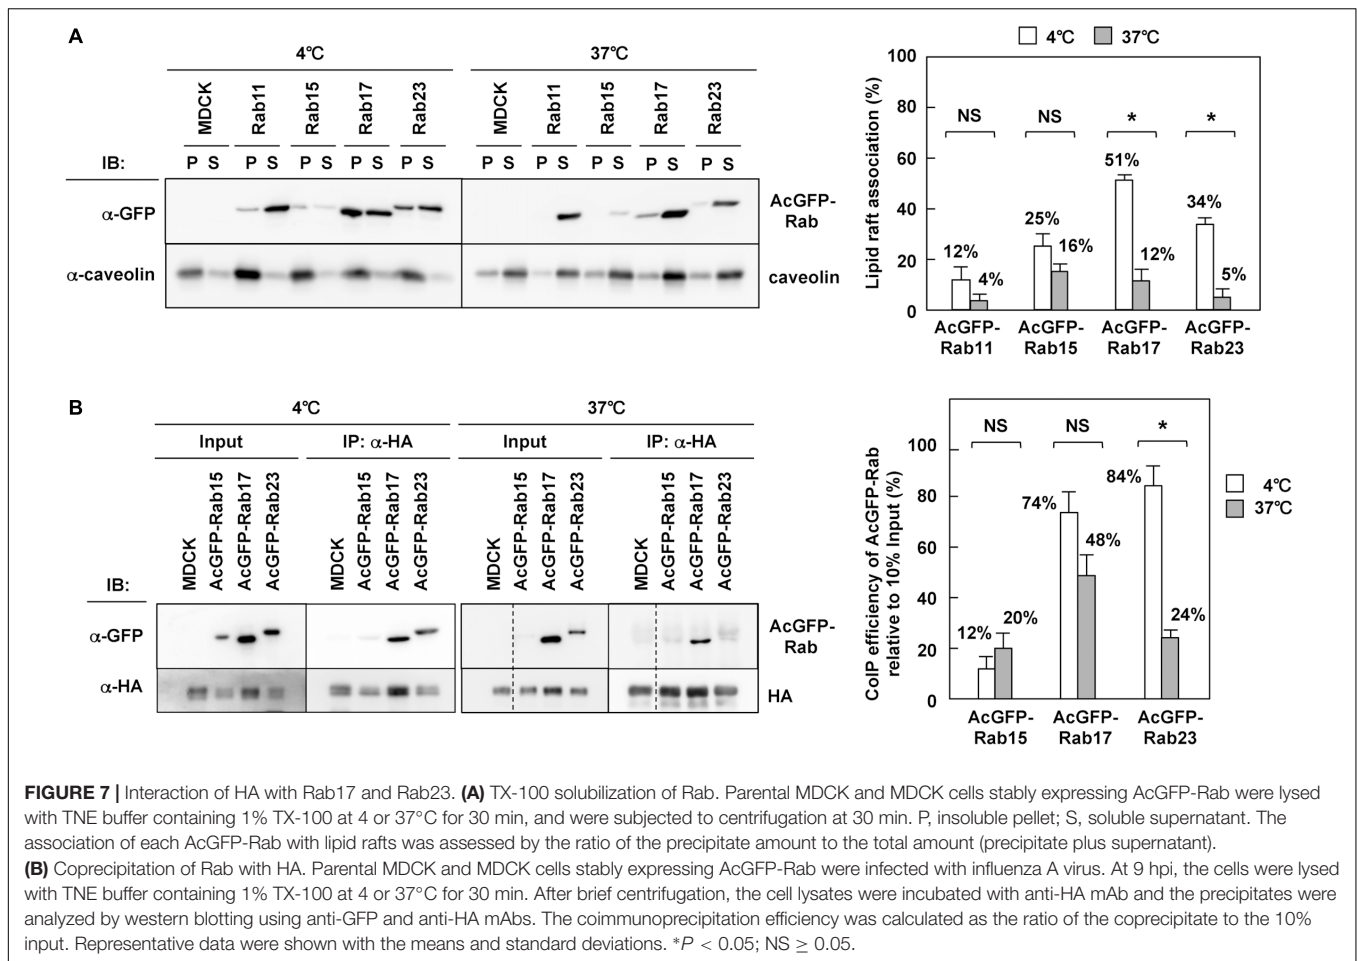 A
4℃
37℃
MDCK
Rab11
Rab15
Rab17
Rab23
MDCK
Rab11
Rab15
Rab17
Rab23
IB:
P S P S P S P S P S
P S P S P S P S P S
α-GFP
AcGFP-
Rab
α-caveolin
caveolin
4℃ 37℃
Lipid raft association (%)
100
80
60
40
20
0
NS
NS
*
*
12%
4%
25%
16%
51%
12%
34%
5%
AcGFP-
Rab11
AcGFP-
Rab15
AcGFP-
Rab17
AcGFP-
Rab23
B
4℃
37℃
Input
IP: α-HA
Input
IP: α-HA
MDCK
AcGFP-Rab15
AcGFP-Rab17
AcGFP-Rab23
MDCK
AcGFP-Rab15
AcGFP-Rab17
AcGFP-Rab23
MDCK
AcGFP-Rab15
AcGFP-Rab17
AcGFP-Rab23
MDCK
AcGFP-Rab15
AcGFP-Rab17
AcGFP-Rab23
IB:
α-GFP
AcGFP-
Rab
α-HA
HA
CoIP efficiency of AcGFP-Rab
relative to 10% Input (%)
100
80
60
40
20
0
NS
NS
*
12%
20%
74%
48%
84%
24%
4℃
37℃
AcGFP-
Rab15
AcGFP-
Rab17
AcGFP-
Rab23
FIGURE 7 | Interaction of HA with Rab17 and Rab23. (A) TX-100 solubilization of Rab. Parental MDCK and MDCK cells stably expressing AcGFP-Rab were lysed
with TNE buffer containing 1% TX-100 at 4 or 37°C for 30 min, and were subjected to centrifugation at 30 min. P, insoluble pellet; S, soluble supernatant. The
association of each AcGFP-Rab with lipid rafts was assessed by the ratio of the precipitate amount to the total amount (precipitate plus supernatant).
(B) Coprecipitation of Rab with HA. Parental MDCK and MDCK cells stably expressing AcGFP-Rab were infected with influenza A virus. At 9 hpi, the cells were lysed
with TNE buffer containing 1% TX-100 at 4 or 37°C for 30 min. After brief centrifugation, the cell lysates were incubated with anti-HA mAb and the precipitates were
analyzed by western blotting using anti-GFP and anti-HA mAbs. The coimmunoprecipitation efficiency was calculated as the ratio of the coprecipitate to the 10%
input. Representative data were shown with the means and standard deviations. *P < 0.05; NS ≥ 0.05.